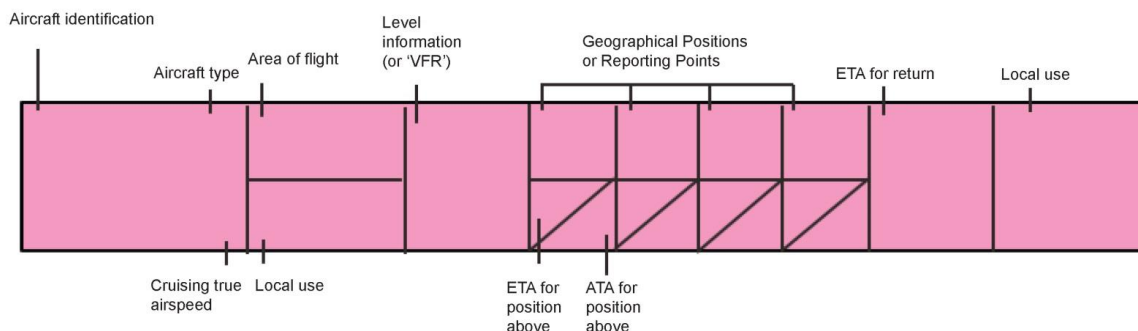 Aircraft identification
Aircraft type
Area of flight
Level
information
(or ‘VFR’)
Geographical Positions
or Reporting Points
ETA for return
Local use
Cruising true
airspeed
Local use
ETA for
position
above
ATA for
position
above